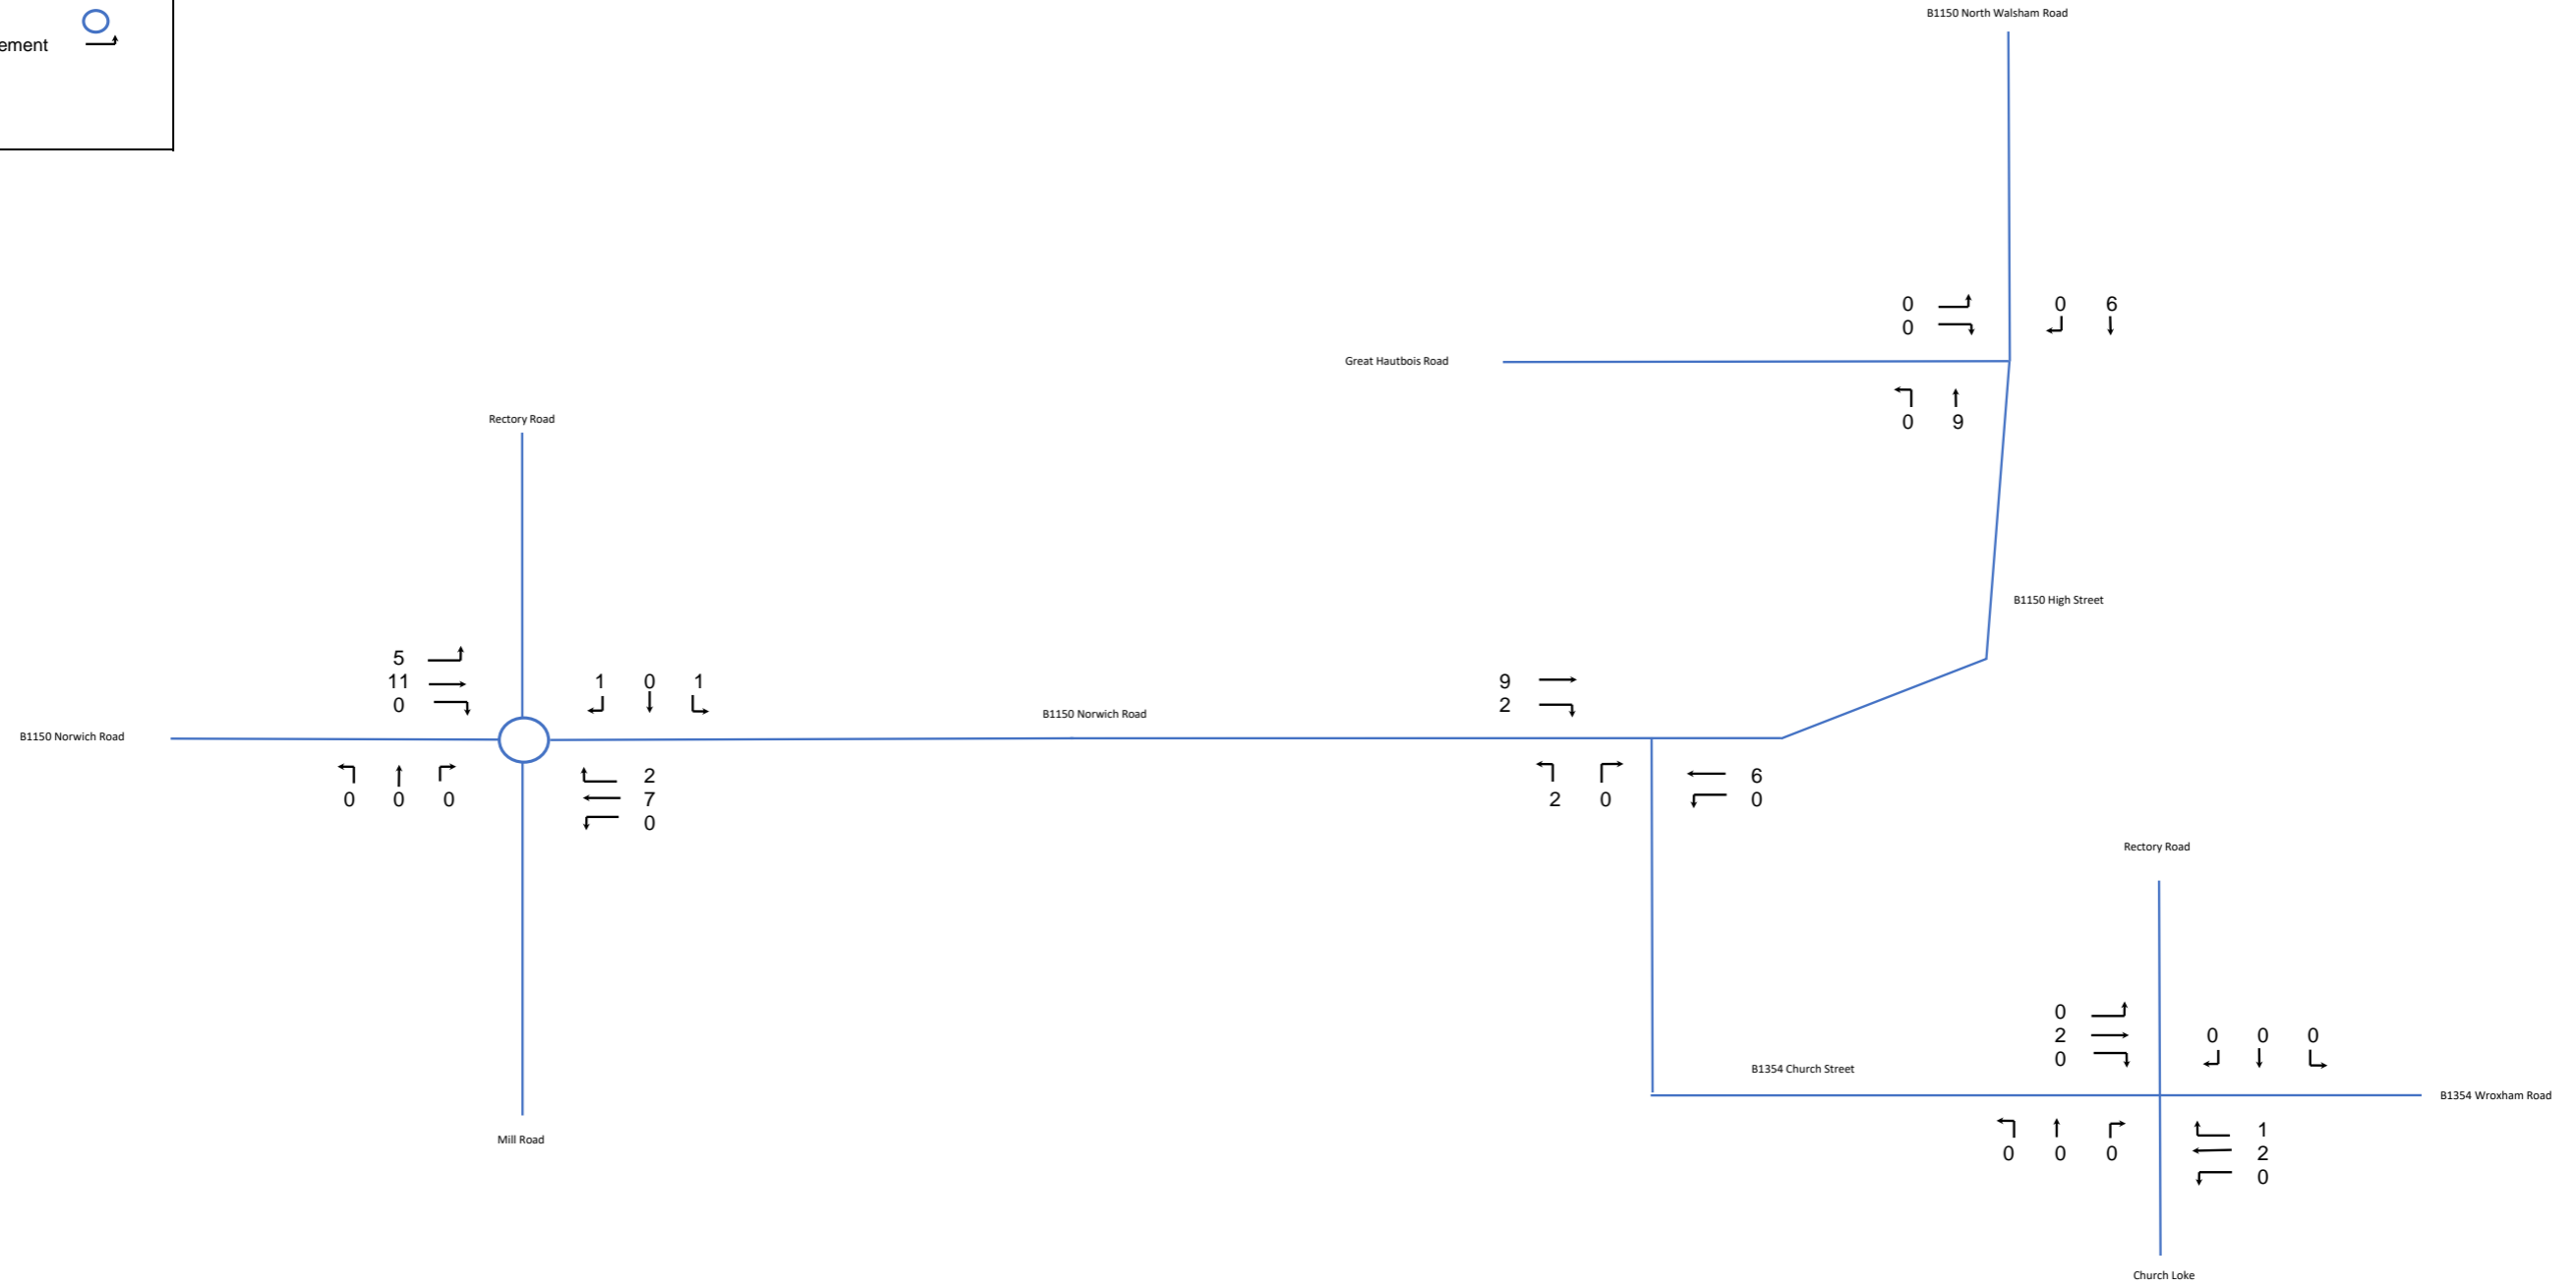 ement
B1150 North Walsham Road
0 0 6
0
Great Hautbois Road
0 9
Rectory Road
B1150 High Street
5
11 1 0 1
0
9
2
B1150 Norwich Road
B1150 Norwich Road
0 0 0
2
7
0
2 0
6
0
Rectory Road
0
2 0 0 0
0
B1354 Church Street
B1354 Wroxham Road
0 0 0
1
2
0
Mill Road
Church Loke